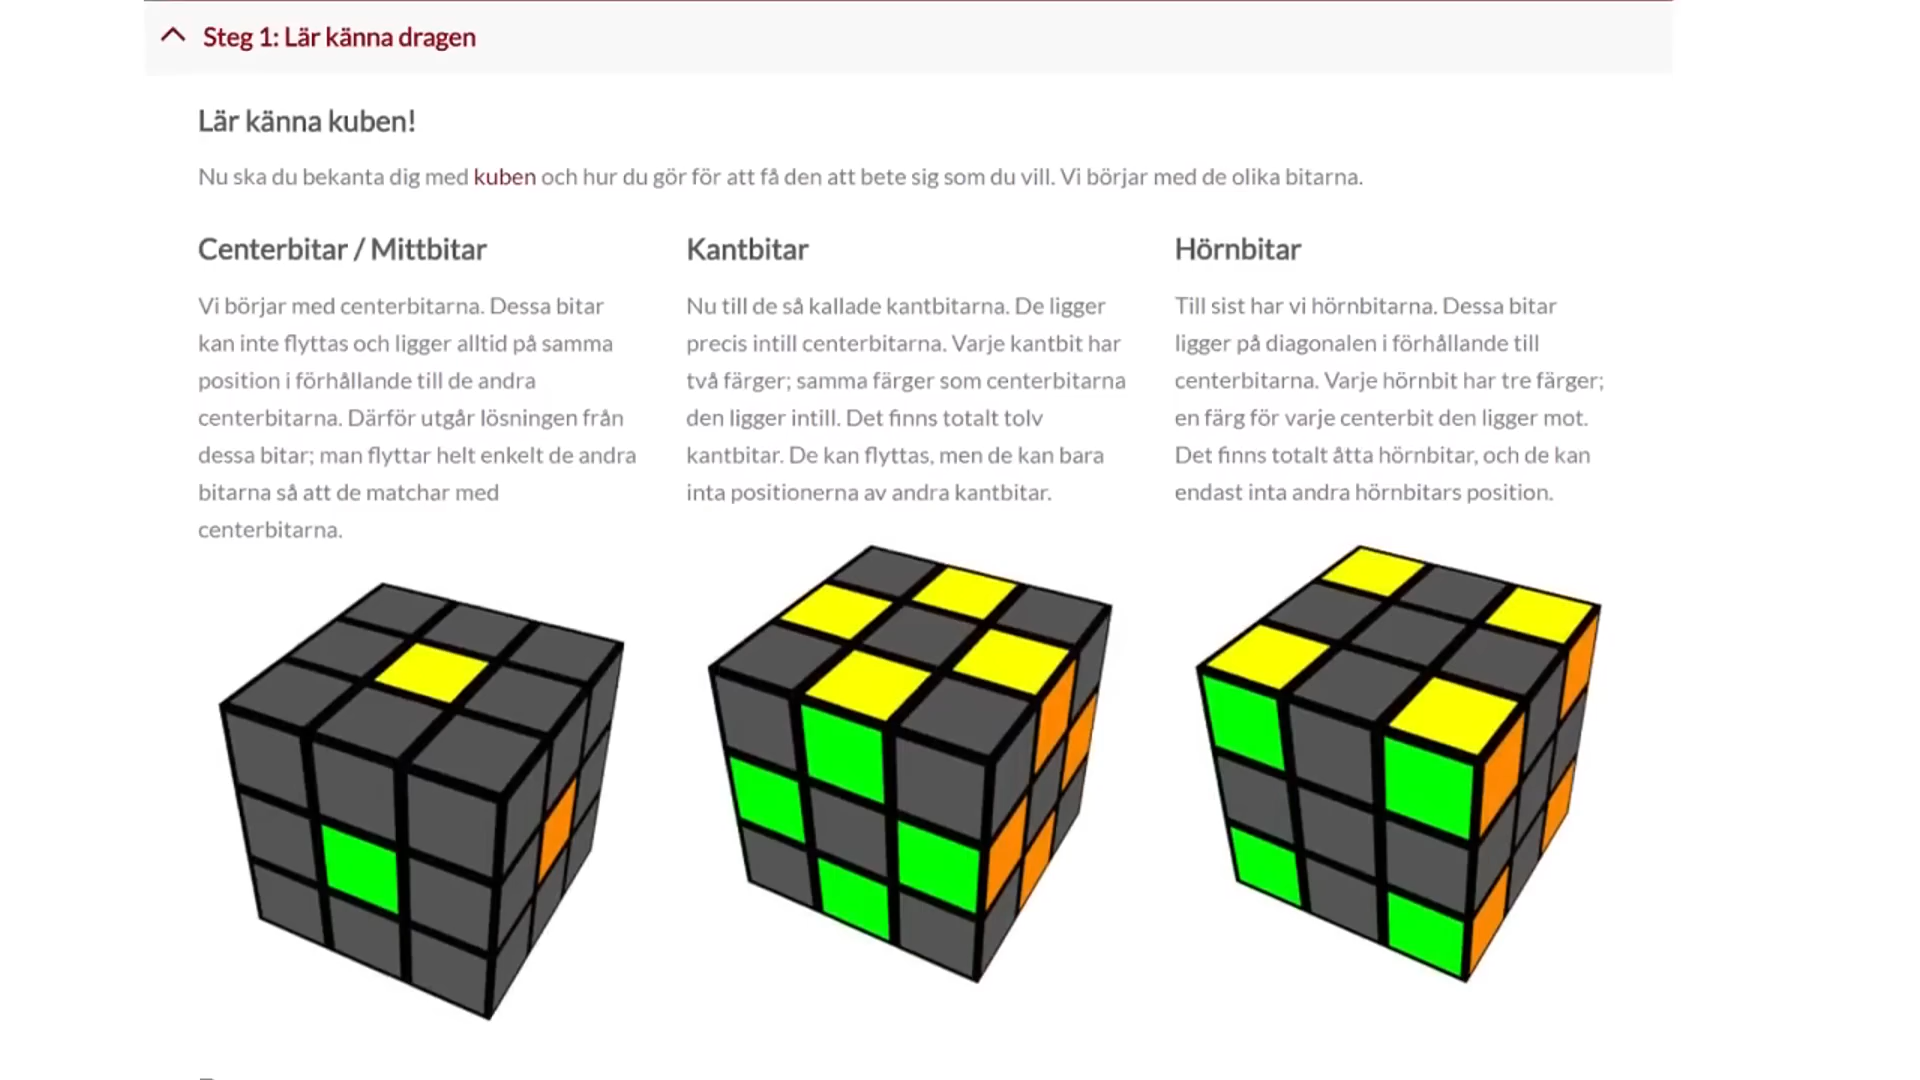 Steg 1: Lär känna dragen
Lär känna kuben!
Nu ska du bekanta dig med kuben och hur du gör för att få den att bete sig som du vill. Vi börjar med de olika bitarna.
Centerbitar / Mittbitar
Vi börjar med centerbitarna. Dessa bitar
kan inte flyttas och ligger alltid på samma
position i förhållande till de andra
centerbitarna. Därför utgår lösningen från
dessa bitar; man flyttar helt enkelt de andra
bitarna så att de matchar med
centerbitarna.
Kantbitar
Nu till de så kallade kantbitarna. De ligger
precis intill centerbitarna. Varje kantbit har
två färger; samma färger som centerbitarna
den ligger intill. Det finns totalt tolv
kantbitar. De kan flyttas, men de kan bara
inta positionerna av andra kantbitar.
Hörnbitar
Till sist har vi hörnbitarna. Dessa bitar
ligger på diagonalen i förhållande till
centerbitarna. Varje hörnbit har tre färger;
en färg för varje centerbit den ligger mot.
Det finns totalt åtta hörnbitar, och de kan
endast inta andra hörnbitars position.